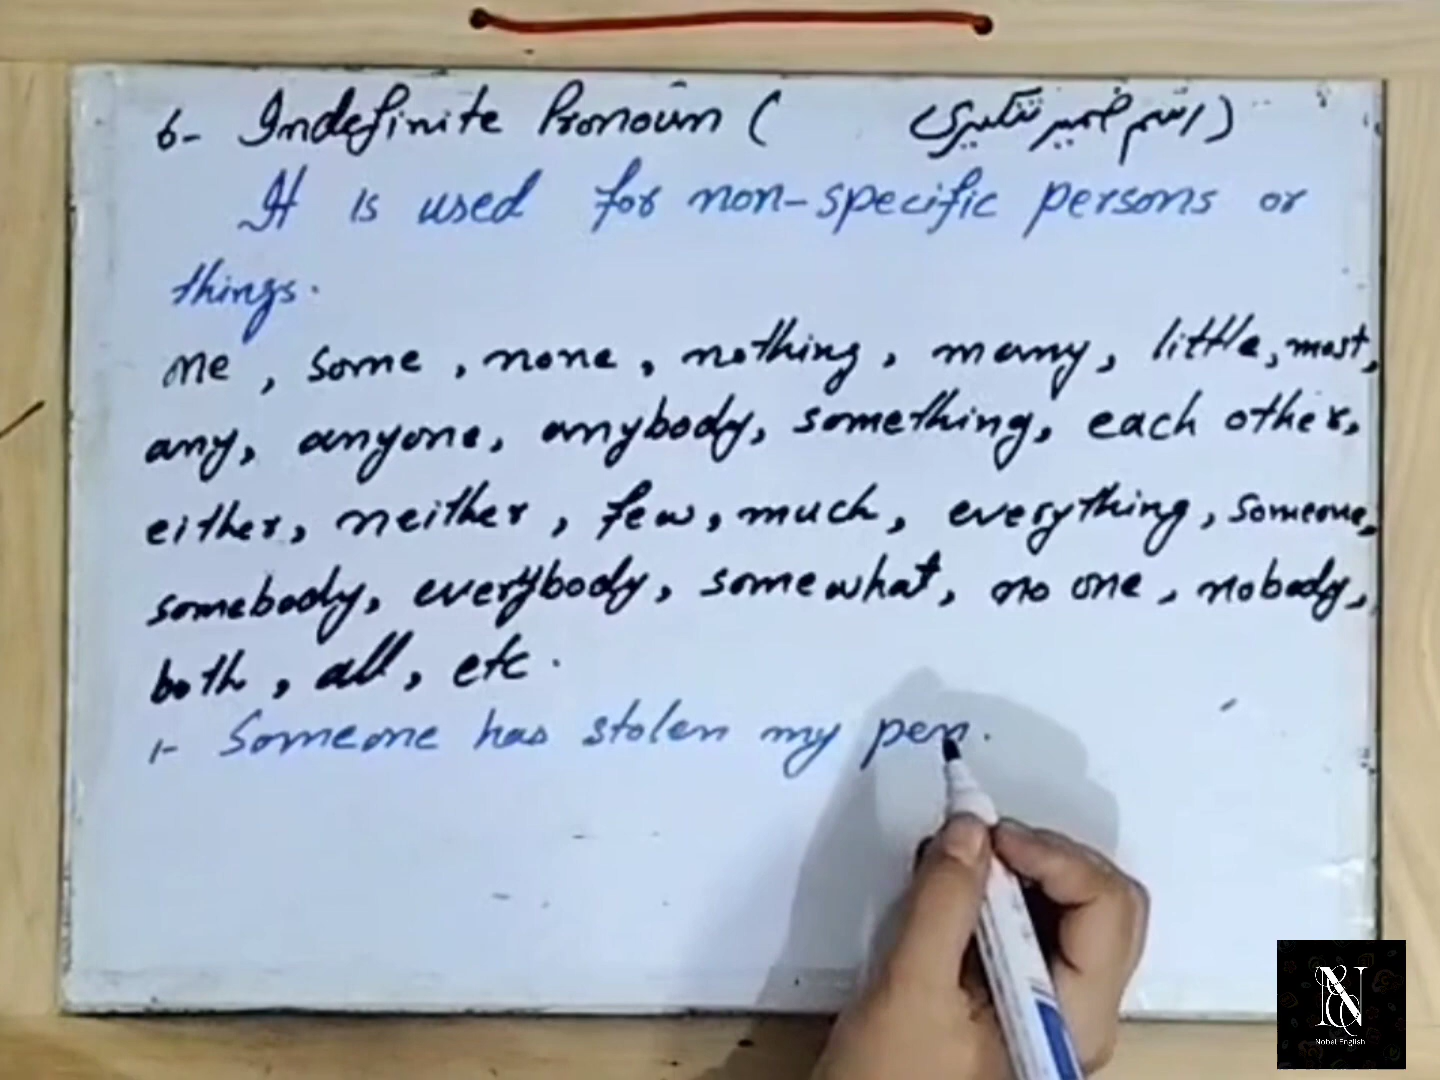 6- Indefinite Pronoun ( اسم ضمیر تنکیری )
It is used for non-specific persons or
things.
one, some, none, nothing, many, little, most,
any, anyone, anybody, something, each other,
either, neither, few, much, everything, someone,
somebody, everybody, somewhat, no one, nobody,
both, all, etc.
1- Someone has stolen my pen.
N
Nobel English